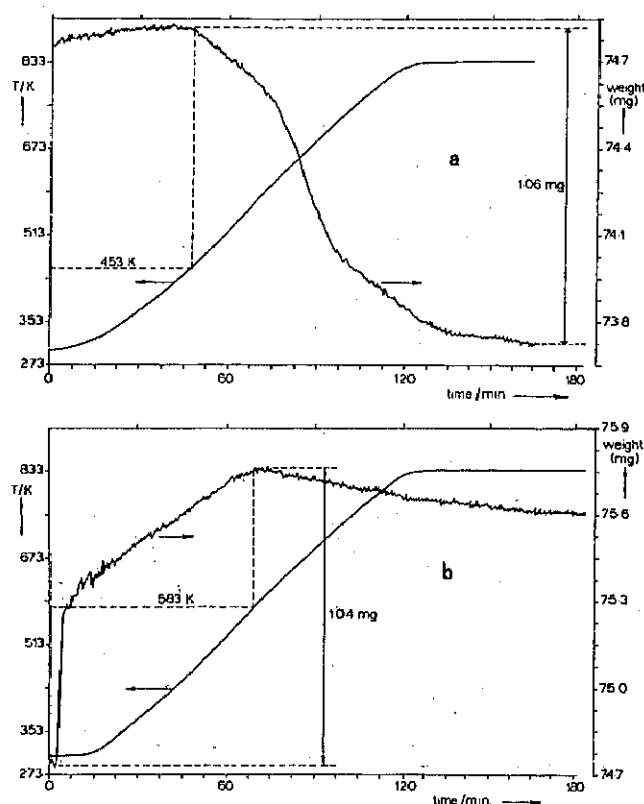 833
T/K
673
513
353
273
453 K
a
1.06 mg
74.7
weight
(mg)
74.4
74.1
73.8
0
60
120
180
time/min.
833
T/K
673
513
353
273
583 K
b
1.04 mg
75.9
weight
(mg)
75.6
75.3
75.0
74.7
0
60
120
180
time/min.